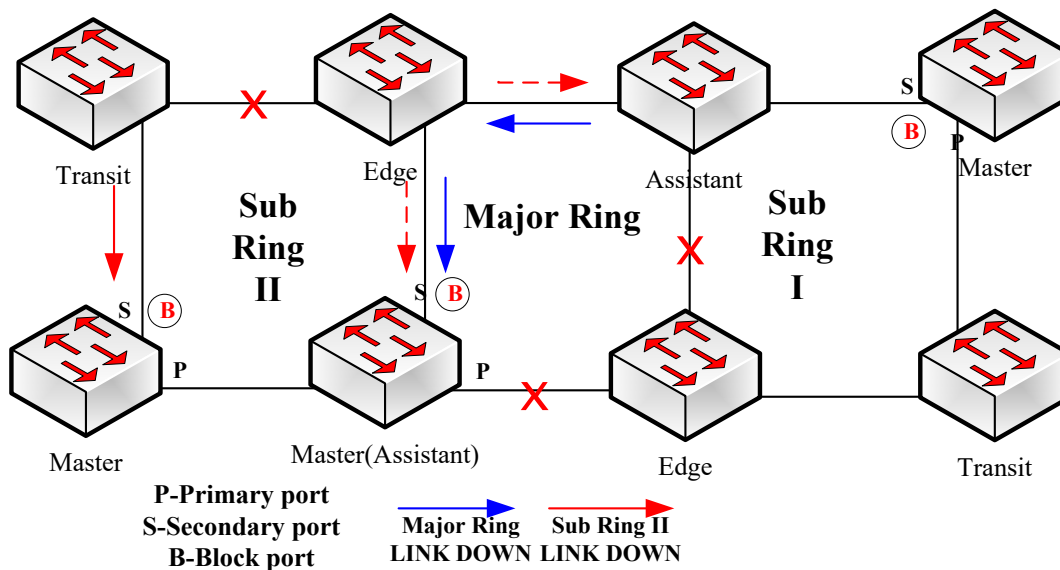 S
B
P
Transit
Edge
Assistant
Master
Sub
Ring
II
Major Ring
Sub
Ring
I
X
X
X
S
B
S
B
P
P
Master
Master(Assistant)
Edge
Transit
P-Primary port
S-Secondary port
B-Block port
Major Ring
LINK DOWN
Sub Ring II
LINK DOWN